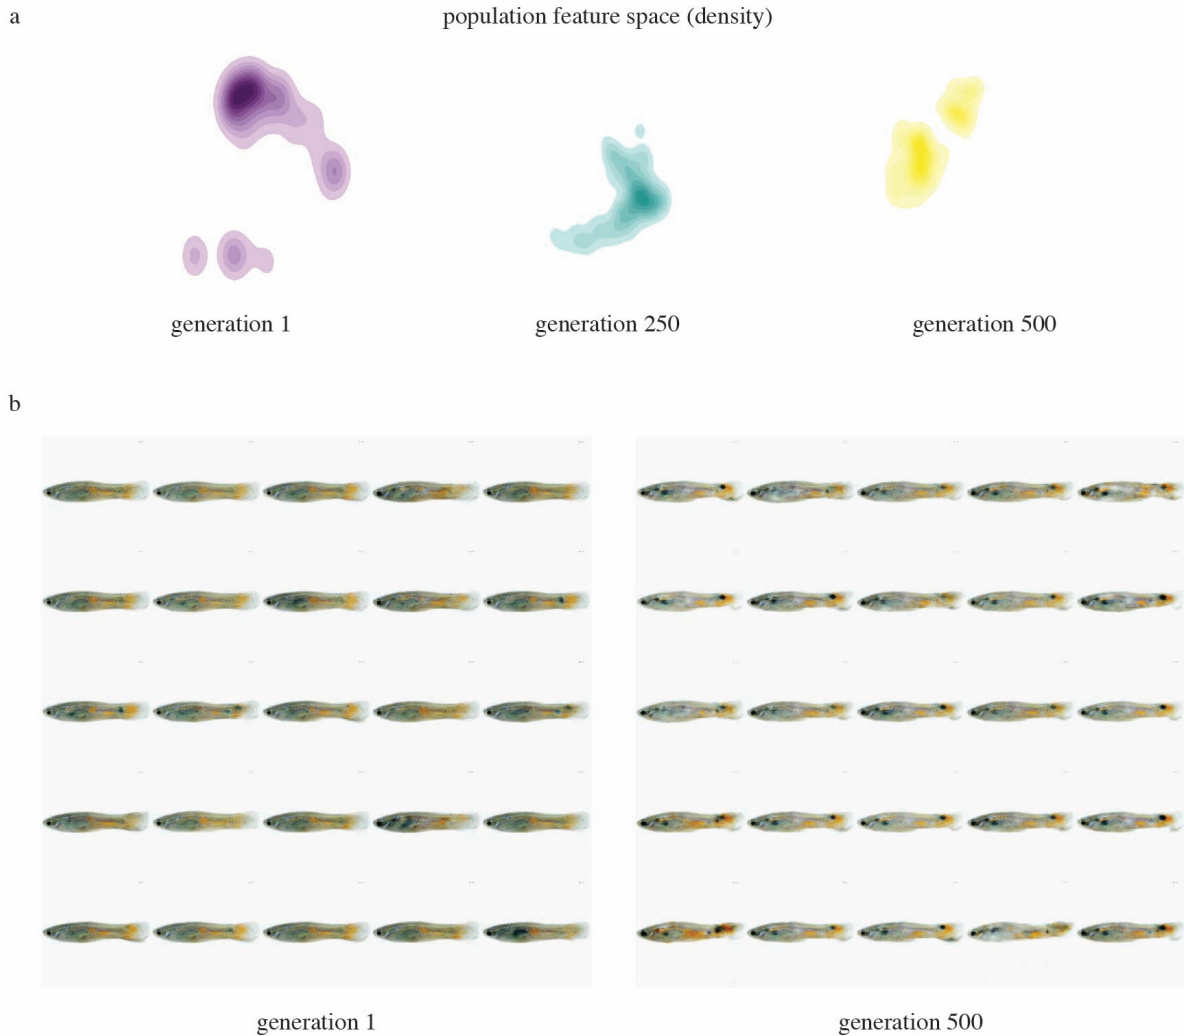 a
population feature space (density)
generation 1
generation 250
generation 500
b
generation 1
generation 500